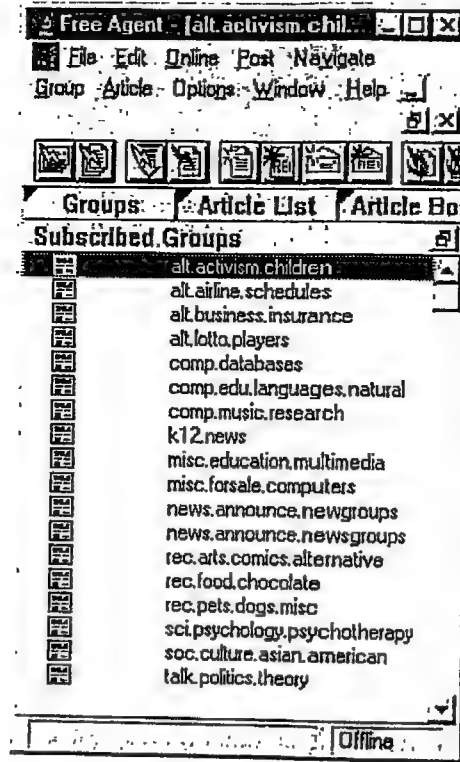 Free Agent - [alt.activism.chil...
File Edit Online Post Navigate
Group Article Options Window Help
Groups Article List Article Bo
Subscribed Groups
alt.activism.children
alt.airline.schedules
alt.business.insurance
alt.lotto.players
comp.databases
comp.edu.languages.natural
comp.music.research
k12.news
misc.education.multimedia
misc.forsale.computers
news.announce.newgroups
news.announce.newsgroups
rec.arts.comics.alternative
rec.food.chocolate
rec.pets.dogs.misc
sci.psychology.psychotherapy
soc.culture.asian.american
talk.politics.theory
Offline